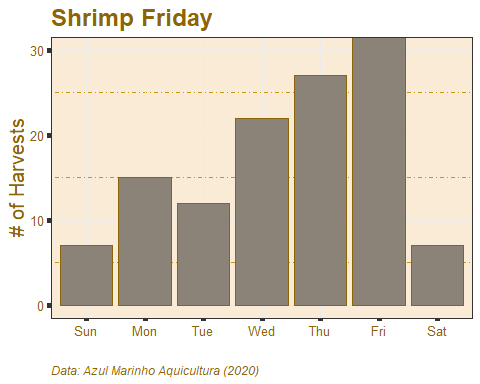 Shrimp Friday
# of Harvests
30
20
10
0
Sun Mon Tue Wed Thu Fri Sat
Data: Azul Marinho Aquicultura (2020)